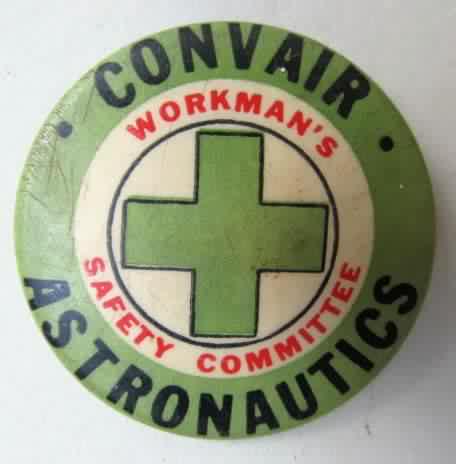 CONVAIR
WORKMAN'S
SAFETY COMMITTEE
ASTRONAUTICS